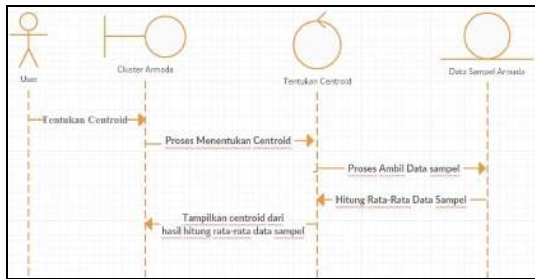 User
Cluster Armada
Tentukan Centroid
Data Sampel Armada
Tentukan Centroid
Proses Menentukan Centroid
Proses Ambil Data sampel
Hitung Rata-Rata Data Sampel
Tampilkan centroid dari
hasil hitung rata-rata data sampel